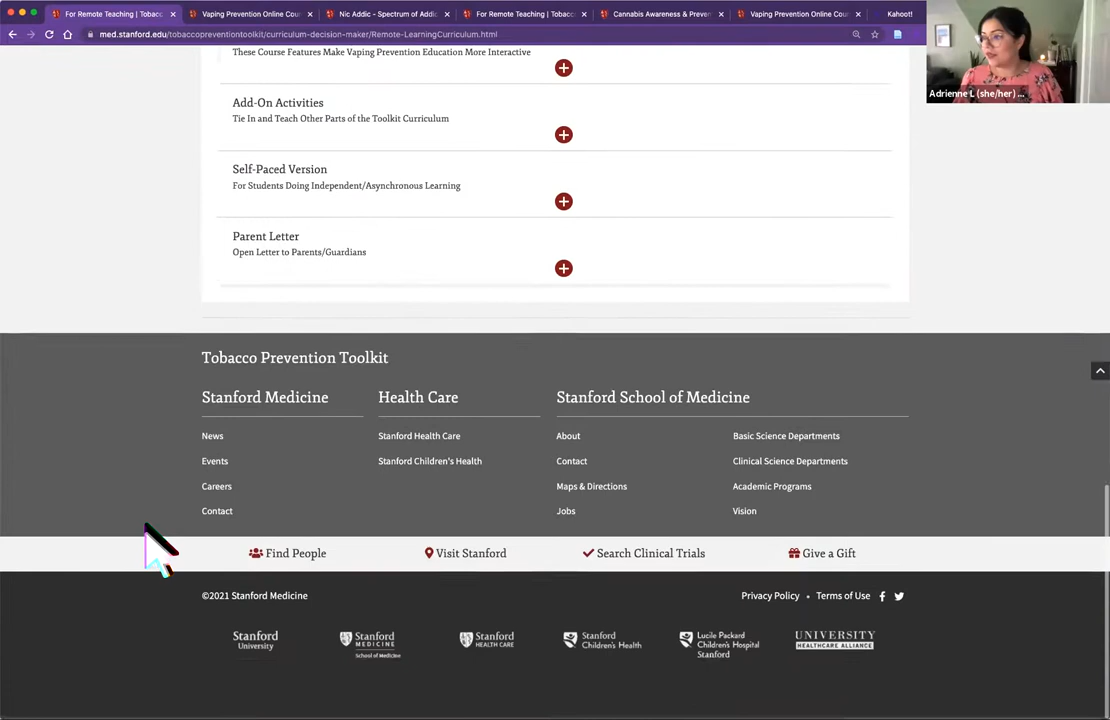 For Remote Teaching | Tobacc
Vaping Prevention Online Cou
Nic Addic - Spectrum of Addic
For Remote Teaching | Tobacc
Cannabis Awareness & Preven
Vaping Prevention Online Cou
Kahoot!
med.stanford.edu/tobaccopreventiontoolkit/curriculum-decision-maker/Remote-LearningCurriculum.html
Adrienne L (she/her) ...
These Course Features Make Vaping Prevention Education More Interactive
Add-On Activities
Tie In and Teach Other Parts of the Toolkit Curriculum
Self-Paced Version
For Students Doing Independent/Asynchronous Learning
Parent Letter
Open Letter to Parents/Guardians
Tobacco Prevention Toolkit
Stanford Medicine
News
Events
Careers
Contact
Health Care
Stanford Health Care
Stanford Children's Health
Stanford School of Medicine
About
Contact
Maps & Directions
Jobs
Basic Science Departments
Clinical Science Departments
Academic Programs
Vision
Find People
Visit Stanford
Search Clinical Trials
Give a Gift
©2021 Stanford Medicine
Privacy Policy • Terms of Use
Stanford
University
Stanford
MEDICINE
School of Medicine
Stanford
HEALTH CARE
Stanford
Children's Health
Lucile Packard
Children's Hospital
Stanford
UNIVERSITY
HEALTHCARE ALLIANCE